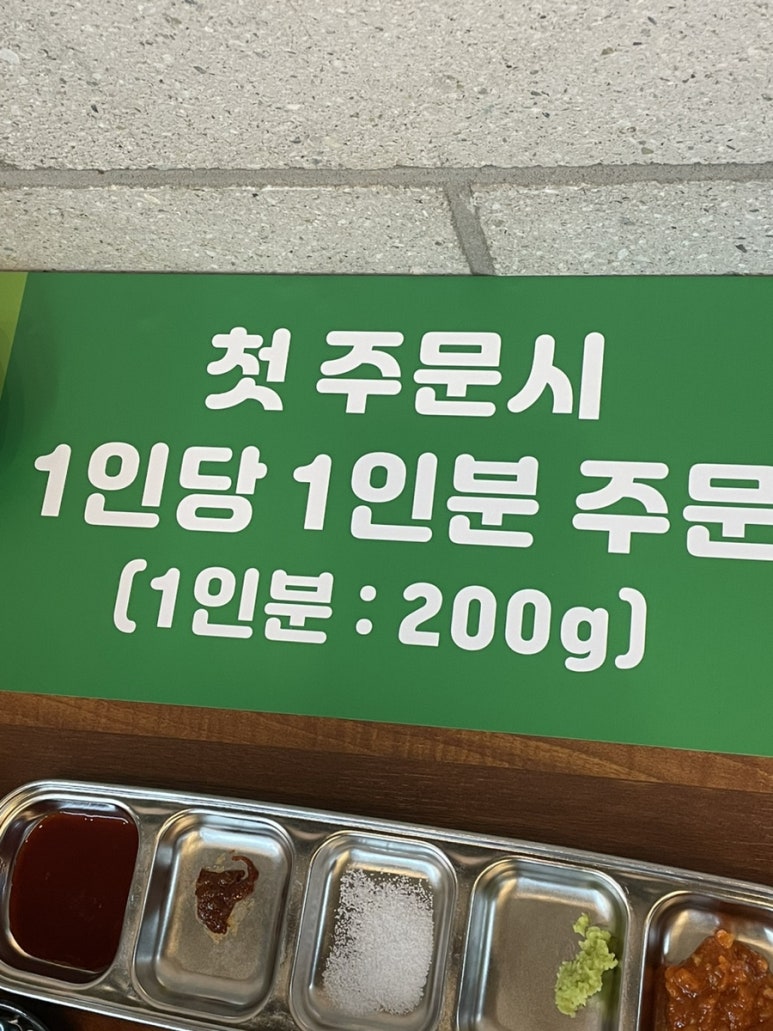 첫 주문시
1인당 1인분 주문
(1인분 : 200g)